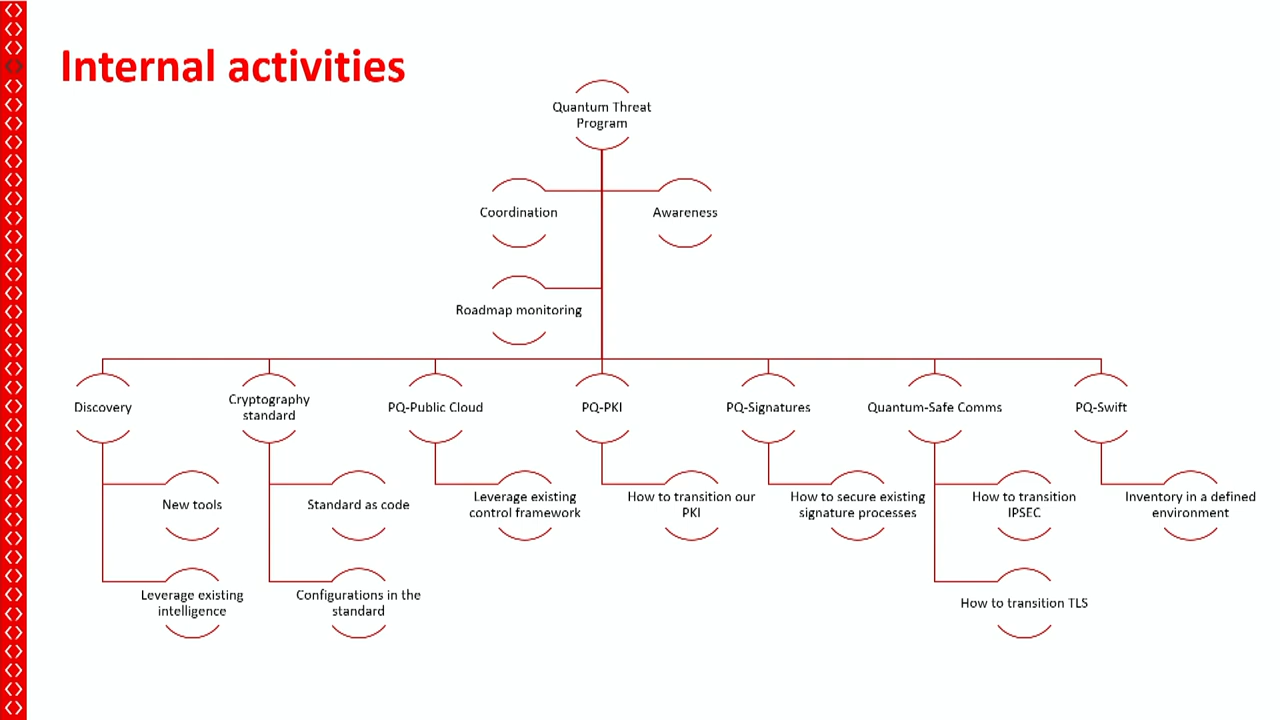 Internal activities
Quantum Threat
Program
Coordination
Awareness
Roadmap monitoring
Discovery
Cryptography
standard
PQ-Public Cloud
PQ-PKI
PQ-Signatures
Quantum-Safe Comms
PQ-Swift
New tools
Standard as code
Leverage existing
control framework
How to transition our
PKI
How to secure existing
signature processes
How to transition
IPSEC
Inventory in a defined
environment
Leverage existing
intelligence
Configurations in the
standard
How to transition TLS